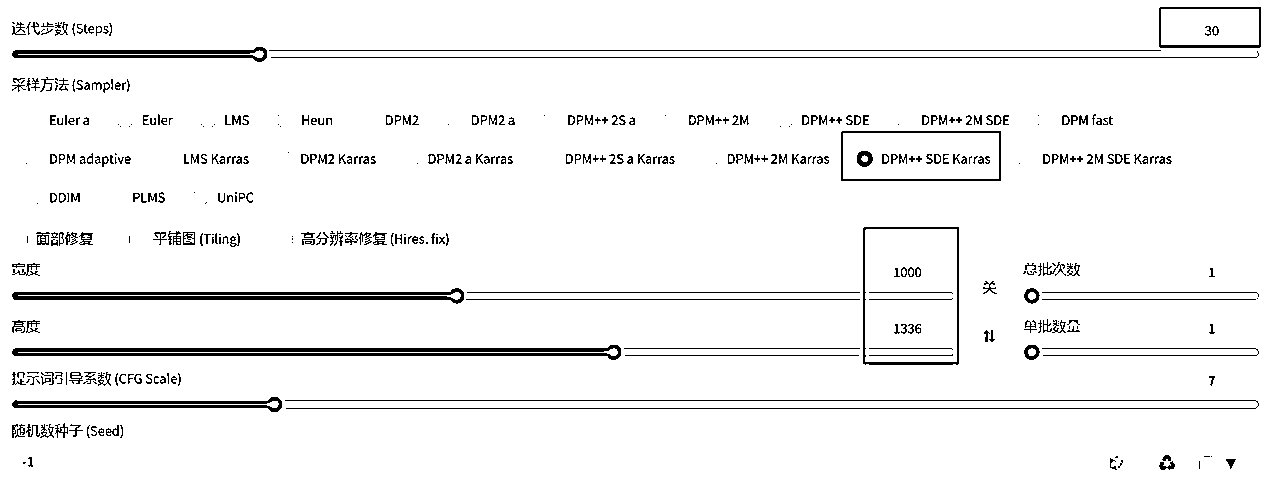 迭代步数 (Steps) 30
采样方法 (Sampler)
Euler a Euler LMS Heun DPM2 DPM2 a DPM++ 2S a DPM++ 2M DPM++ SDE DPM++ 2M SDE DPM fast
DPM adaptive LMS Karras DPM2 Karras DPM2 a Karras DPM++ 2S a Karras DPM++ 2M Karras DPM++ SDE Karras DPM++ 2M SDE Karras
DDIM PLMS UniPC
面部修复 平铺图 (Tiling) 高分辨率修复 (Hires. fix)
宽度 1000 总批次数 1
关
高度 1336 单批数量 1
提示词引导系数 (CFG Scale) 7
随机数种子 (Seed)
-1